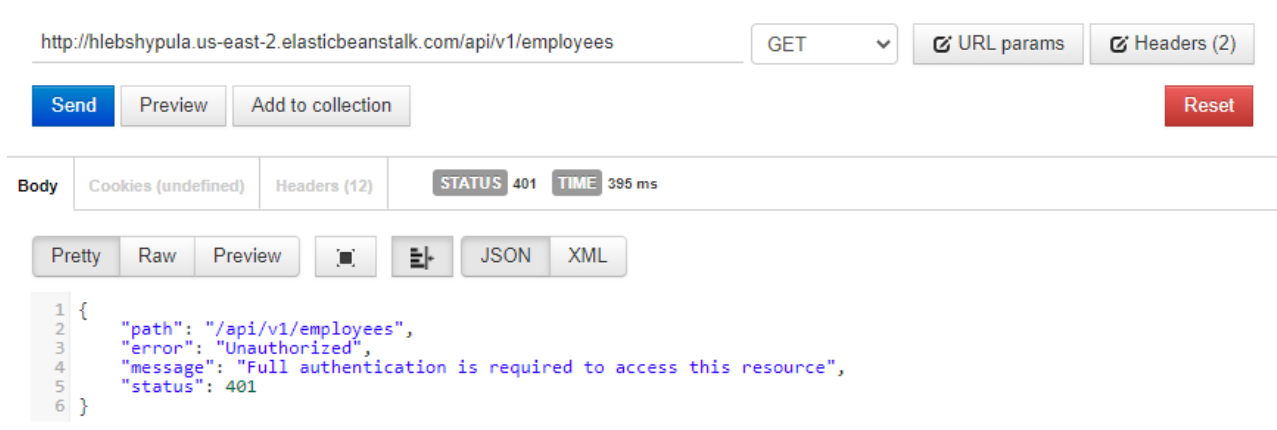 http://hlebshypula.us-east-2.elasticbeanstalk.com/api/v1/employees GET URL params Headers (2)
Send Preview Add to collection Reset
Body Cookies (undefined) Headers (12) STATUS 401 TIME 395 ms
Pretty Raw Preview JSON XML
1 {
2 "path": "/api/v1/employees",
3 "error": "Unauthorized",
4 "message": "Full authentication is required to access this resource",
5 "status": 401
6 }